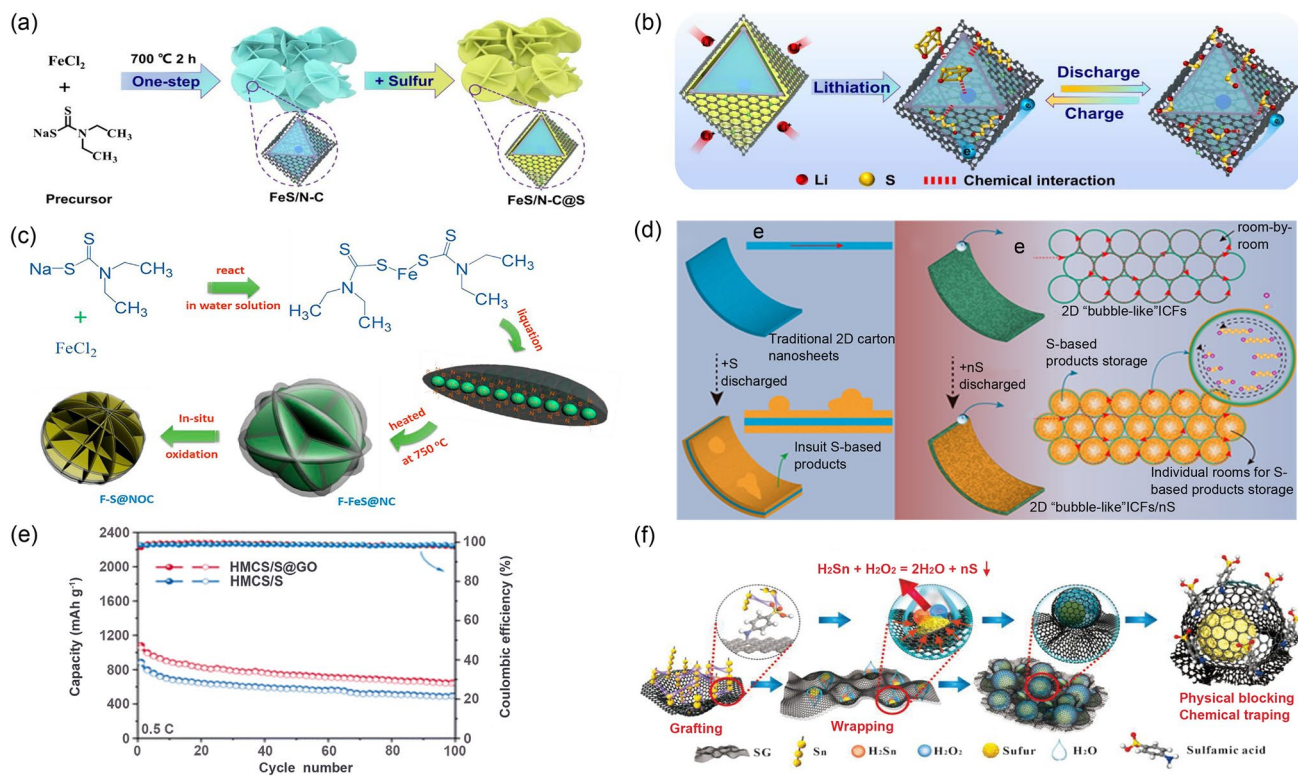 (a)
FeCl2
+
S
NaS
N
CH3
CH3
Precursor
700 ℃ 2 h
One-step
FeS/N-C
+ Sulfur
FeS/N-C@S
(b)
Lithiation
e
Discharge
Charge
e
Li
S
Chemical interaction
(c)
S
Na
S
N
CH3
CH3
+
FeCl2
react
in water solution
S
S
S
Fe
S
N
CH3
CH3
N
CH3
H3C
liquation
heated
at 750 °C
F-FeS@NC
In-situ
oxidation
F-S@NOC
(d)
e
Traditional 2D carton
nanosheets
+S
discharged
Insuit S-based
products
e
room-by-
room
2D "bubble-like"ICFs
S-based
products storage
+nS
discharged
Individual rooms for S-
based products storage
2D "bubble-like"ICFs/nS
(e)
Capacity (mAh g-1)
2400
2100
1800
1500
1200
900
600
300
0
HMCS/S@GO
HMCS/S
0.5 C
0 20 40 60 80 100
Cycle number
100
80
60
40
20
0
Coulombic efficiency (%)
(f)
H2Sn + H2O2 = 2H2O + nS ↓
Grafting
Wrapping
Physical blocking
Chemical traping
SG
Sn
H2Sn
H2O2
Sufur
H2O
Sulfamic acid